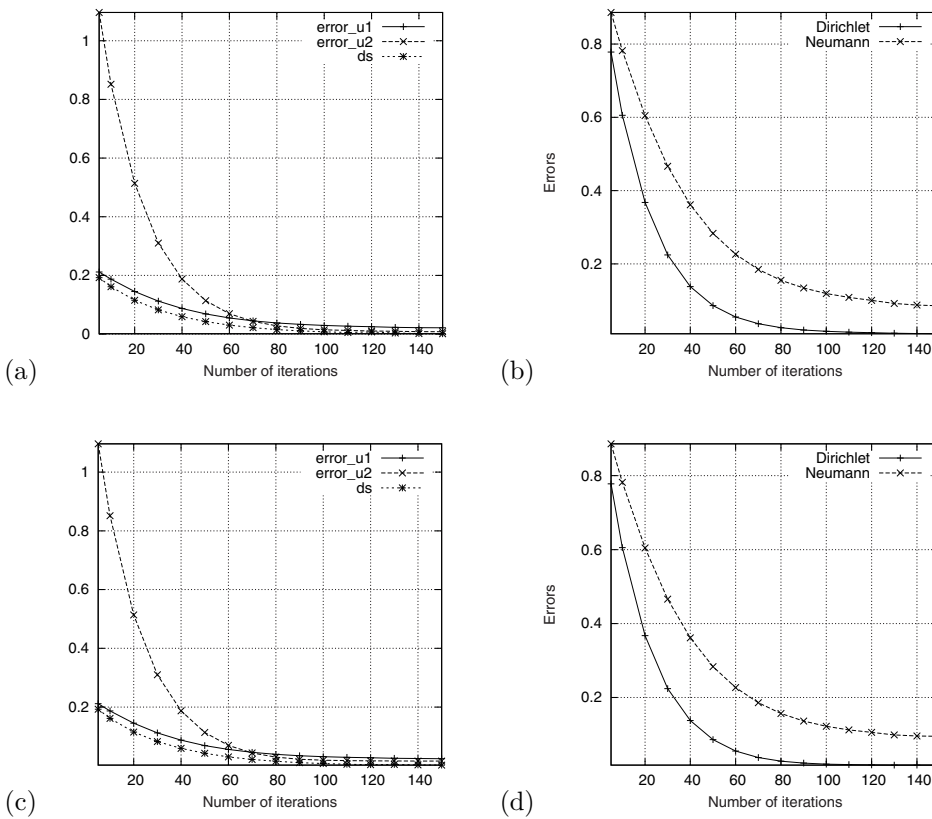 1
0.8
0.6
0.4
0.2
0
error_u1
error_u2
ds
20 40 60 80 100 120 140
Number of iterations
(a)
0.8
0.6
0.4
0.2
Errors
Dirichlet
Neumann
20 40 60 80 100 120 140
Number of iterations
(b)
1
0.8
0.6
0.4
0.2
error_u1
error_u2
ds
20 40 60 80 100 120 140
Number of iterations
(c)
0.8
0.6
0.4
0.2
Errors
Dirichlet
Neumann
20 40 60 80 100 120 140
Number of iterations
(d)